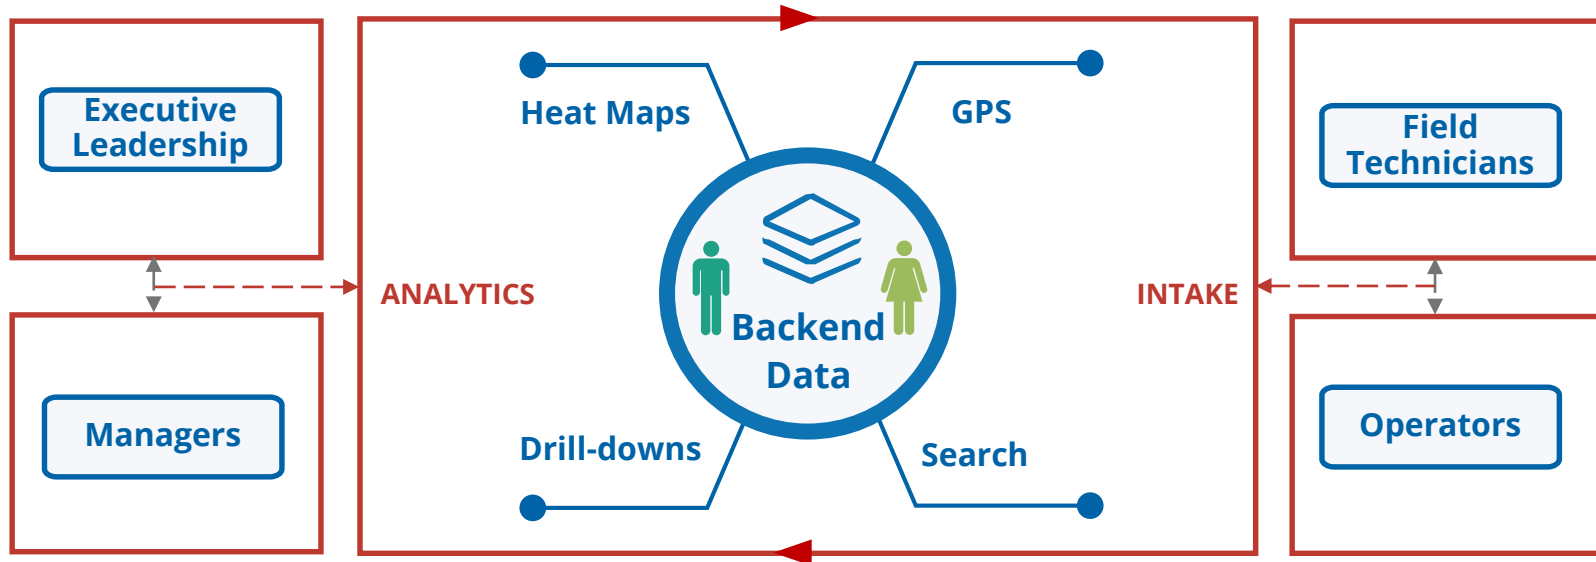 Executive
Leadership
Managers
ANALYTICS
Heat Maps
GPS
Backend
Data
Drill-downs
Search
INTAKE
Field
Technicians
Operators